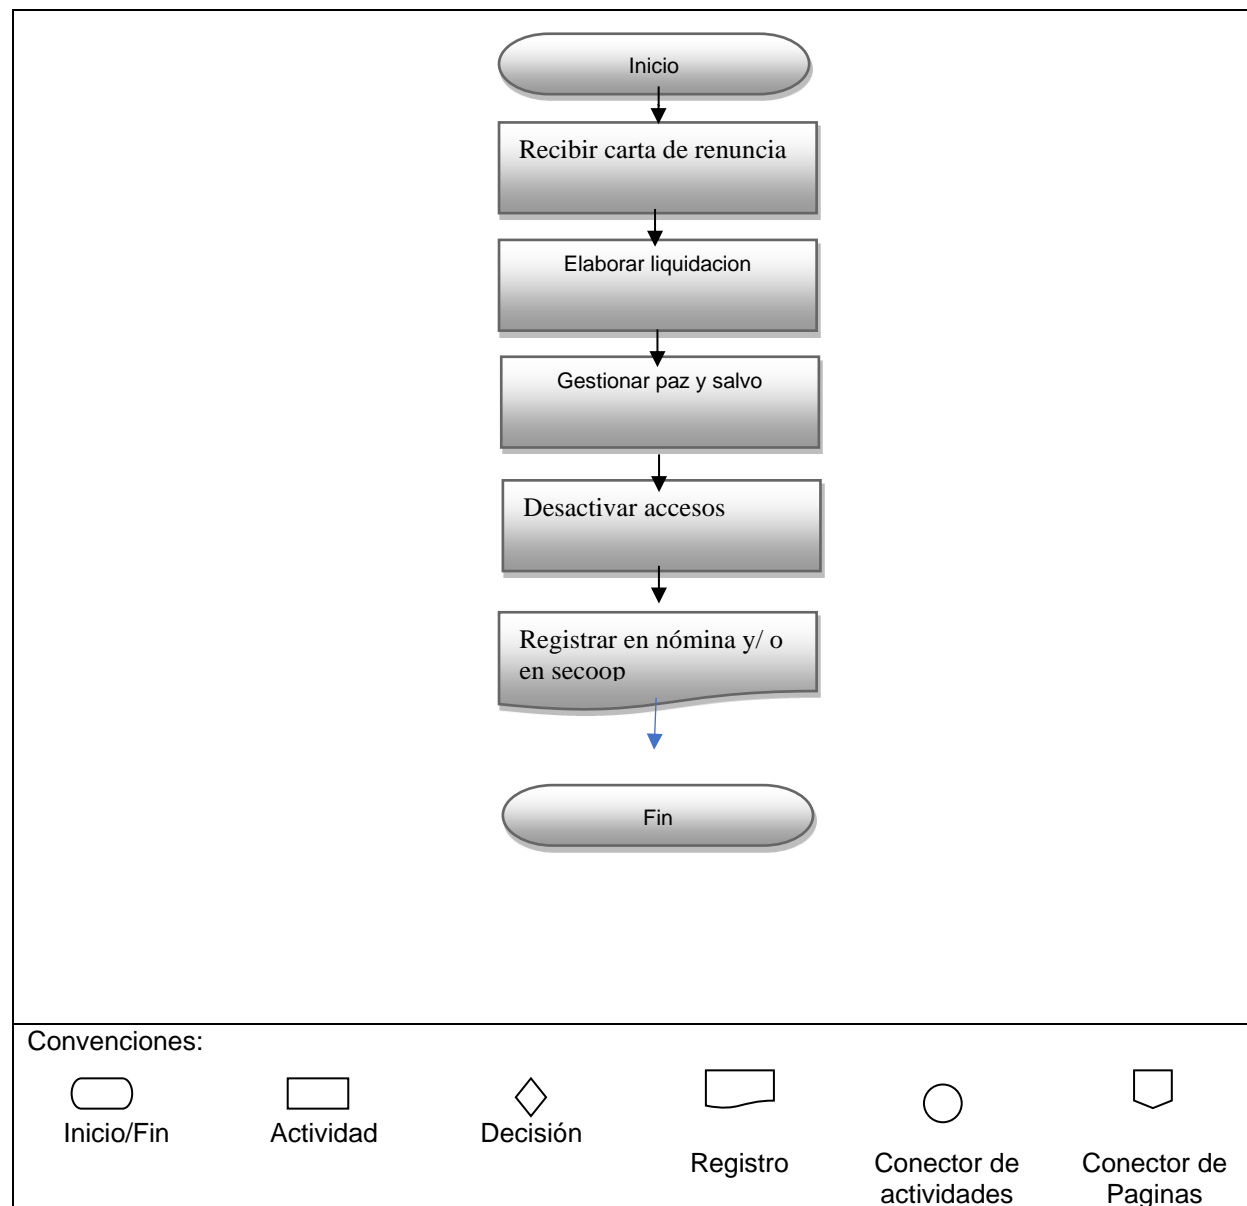 Inicio
Recibir carta de renuncia
Elaborar liquidacion
Gestionar paz y salvo
Desactivar accesos
Registrar en nómina y/ o
en secoop
Fin
Convenciones:
Inicio/Fin
Actividad
Decisión
Registro
Conector de
actividades
Conector de
Paginas